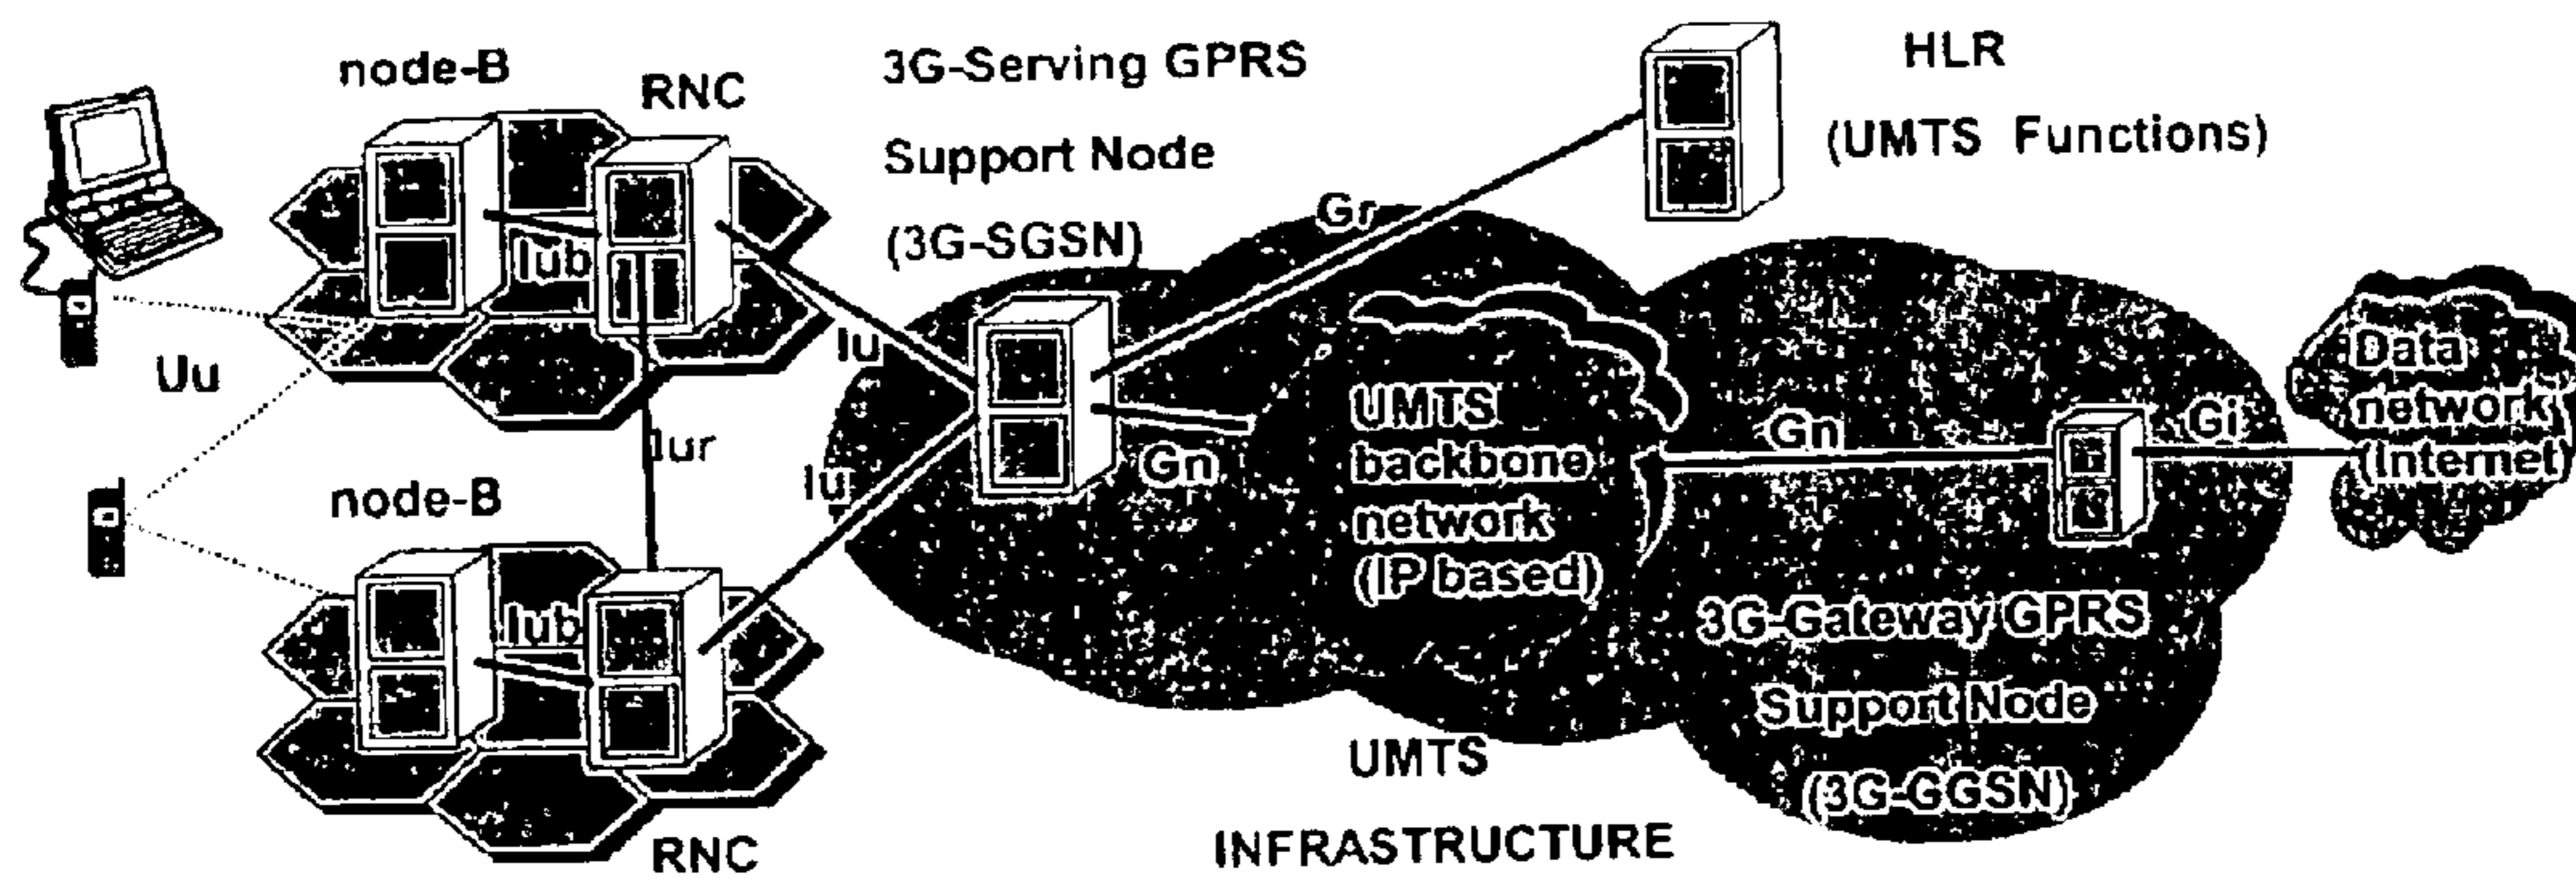 node-B
RNC
3G-Serving GPRS
Support Node
(3G-SGSN)
HLR
(UMTS Functions)
Iub
Uu
Iu
Gr
Iur
Iu
Gn
UMTS
backbone
network
(IP based)
Gn
Gi
Data
network
(Internet)
node-B
Iub
RNC
3G-Gateway GPRS
Support Node
(3G-GGSN)
UMTS
INFRASTRUCTURE